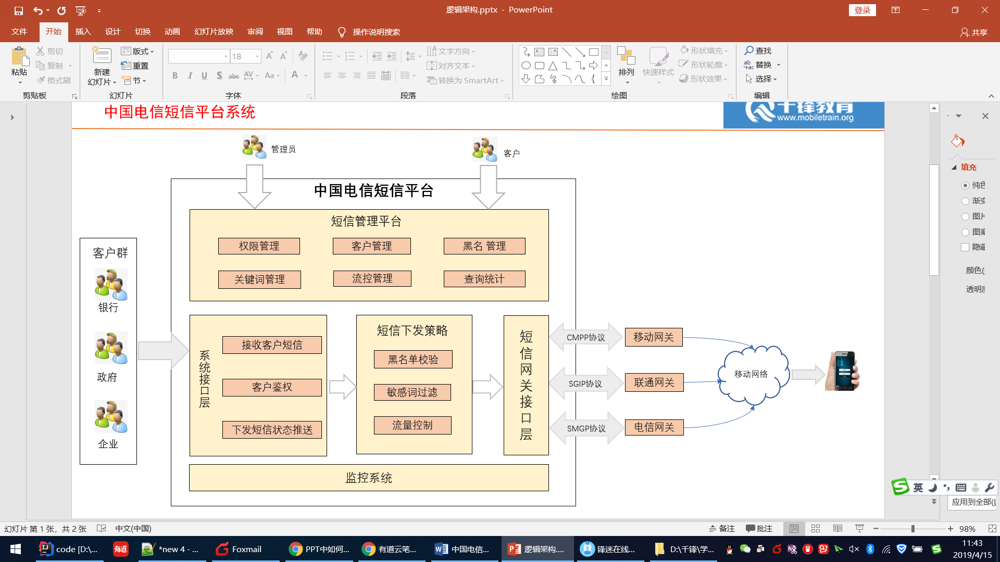 逻辑架构.pptx - PowerPoint
登录
文件 开始 插入 设计 切换 动画 幻灯片放映 审阅 视图 帮助 操作说明搜索 共享
粘贴
剪切
复制
格式刷
剪贴板
新建
幻灯片
版式
重置
节
幻灯片
18
B I U S abc AV Aa A
字体
文字方向
对齐文本
转换为 SmartArt
段落
排列
快速样式
形状填充
形状轮廓
形状效果
绘图
查找
替换
选择
编辑
中国电信短信平台系统
千锋教育
www.mobiletrain.org
管理员
客户
中国电信短信平台
短信管理平台
权限管理 客户管理 黑名 管理
关键词管理 流控管理 查询统计
客户群
银行
政府
企业
系统接口层
接收客户短信
客户鉴权
下发短信状态推送
短信下发策略
黑名单校验
敏感词过滤
流量控制
短信网关接口层
CMPP协议
SGIP协议
SMGP协议
移动网关
联通网关
电信网关
移动网络
监控系统
填充
纯色
渐变
图片
图案
隐藏
颜色(
透明度
英
应用到全部(L
幻灯片 第 1 张，共 2 张 中文(中国)
备注 批注 98%
code [D:\...
有道
*new 4 - ...
Foxmail
PPT中如何...
有道云笔...
中国电信...
逻辑架构....
锋迷在线...
D:\千锋\学...
11:43
2019/4/15